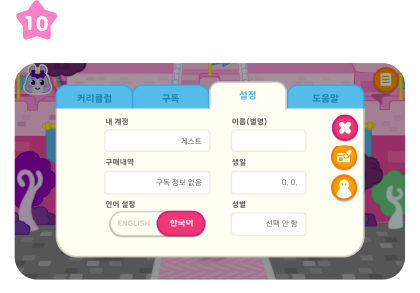 10
커리큘럼 구독 설정 도움말
내 계정 이름(별명)
게스트
구매내역 생일
구독 정보 없음 0. 0.
언어 설정 성별
ENGLISH 한국어 선택 안 함